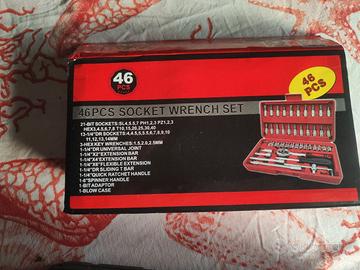 46
PCS
46
PCS
46PCS SOCKET WRENCH SET
21-BIT SOCKETS:SL4,5.5,7 PH1,2,3 PZ1,2,3
HEX3,4,5,6,7,8 T10,15,20,25,30,40
13-1/4"DR SOCKETS:4,4.5,5,5.5,6,7,8,9,10
11,12,13,14MM
3-HEX KEY WRENCHES:1.5,2.0,2.5MM
1-1/4"DR UNIVERSAL JOINT
1-1/4"X2"EXTENSION BAR
1-1/4"X4"EXTENSION BAR
1-1/4"X6"FLEXIBLE EXTENSION
1-1/4"DR SLIDING T BAR
1-1/4"QUICK RATCHET HANDLE
1-6"SPINNER HANDLE
1-BIT ADAPTOR
1-BLOW CASE